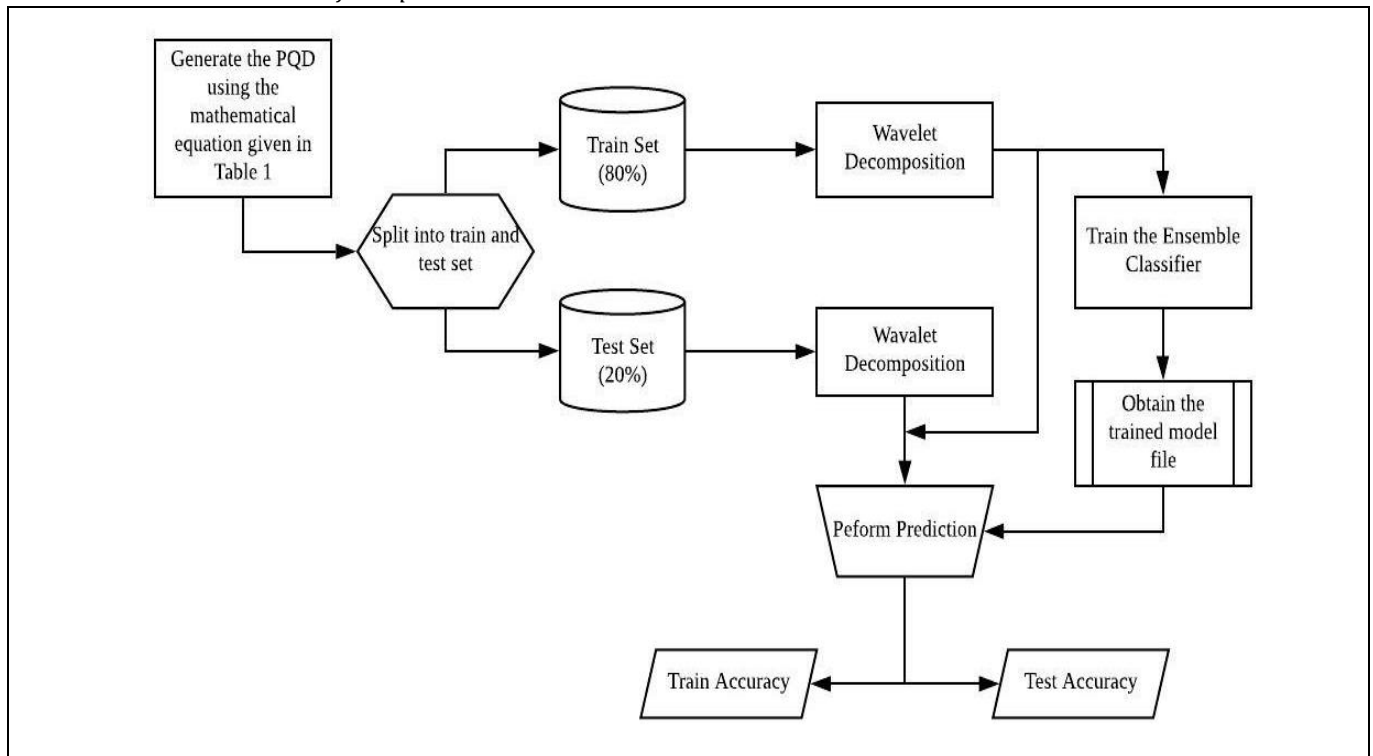 Generate the PQD
using the
mathematical
equation given in
Table 1
Split into train and
test set
Train Set
(80%)
Wavelet
Decomposition
Train the Ensemble
Classifier
Test Set
(20%)
Wavalet
Decomposition
Obtain the
trained model
file
Peform Prediction
Train Accuracy
Test Accuracy